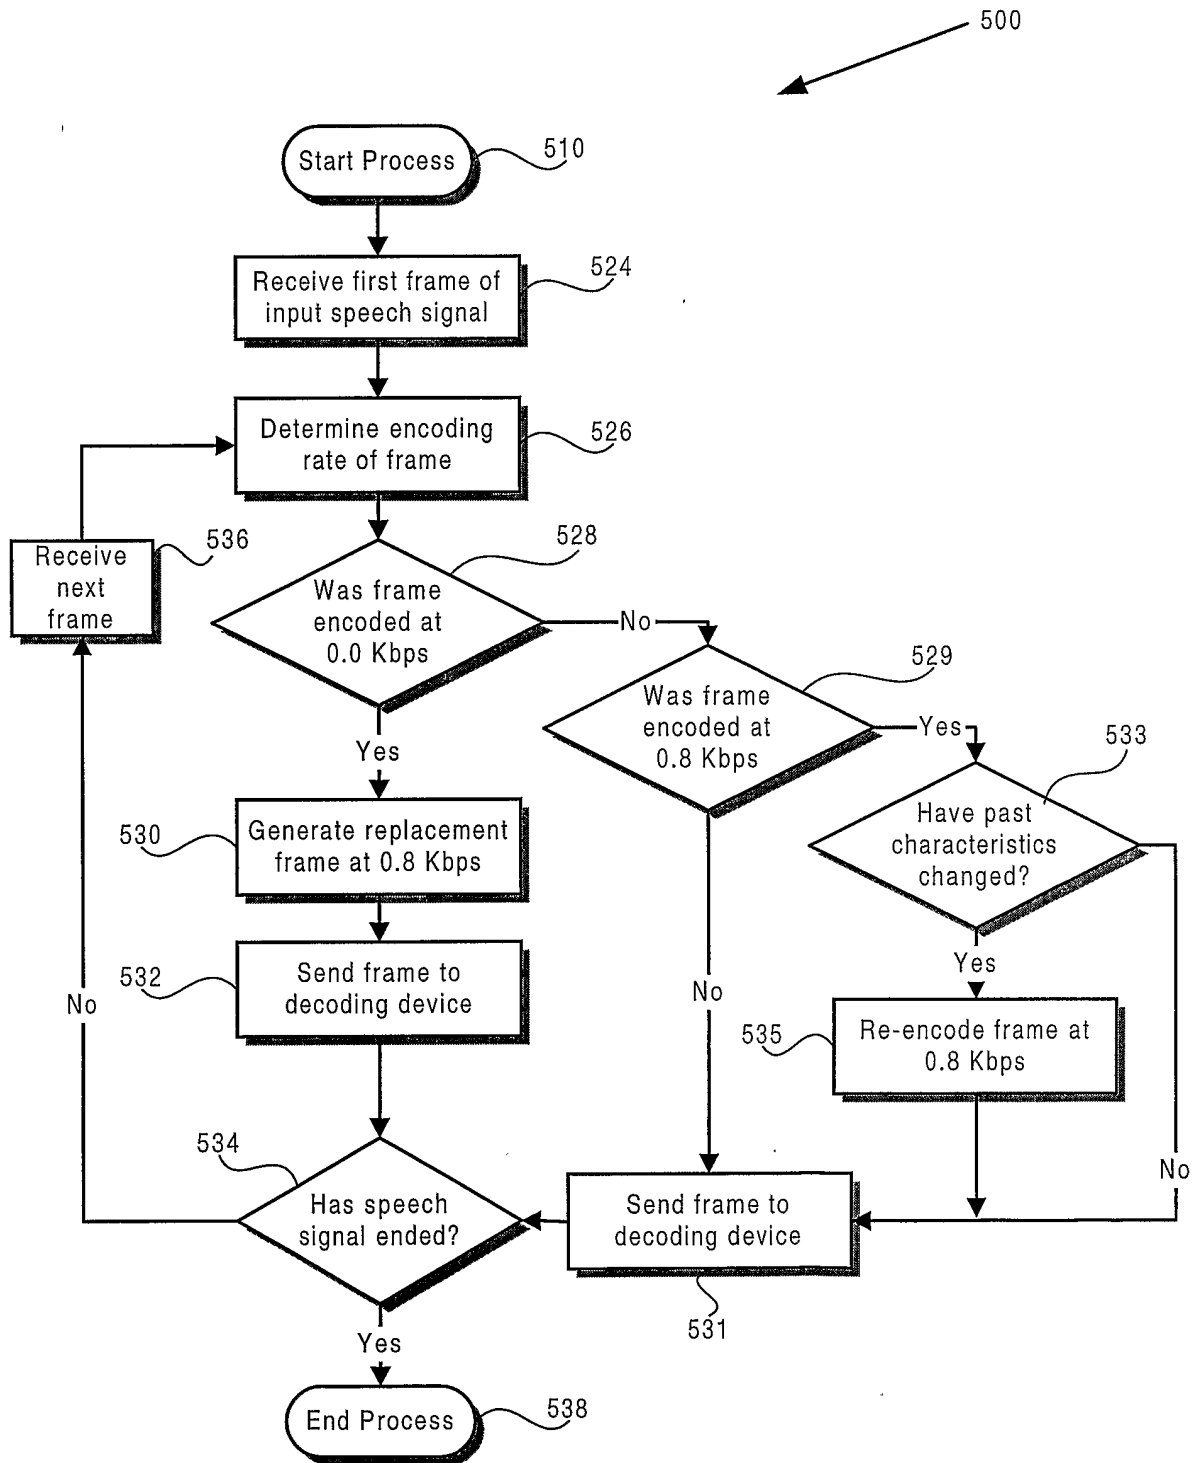 500
Start Process
510
Receive first frame of
input speech signal
524
Determine encoding
rate of frame
526
Receive
next
frame
536
Was frame
encoded at
0.0 Kbps
528
No
Was frame
encoded at
0.8 Kbps
529
Yes
Have past
characteristics
changed?
533
Yes
Generate replacement
frame at 0.8 Kbps
530
Send frame to
decoding device
532
No
No
Yes
Re-encode frame at
0.8 Kbps
535
No
Has speech
signal ended?
534
Send frame to
decoding device
531
Yes
End Process
538